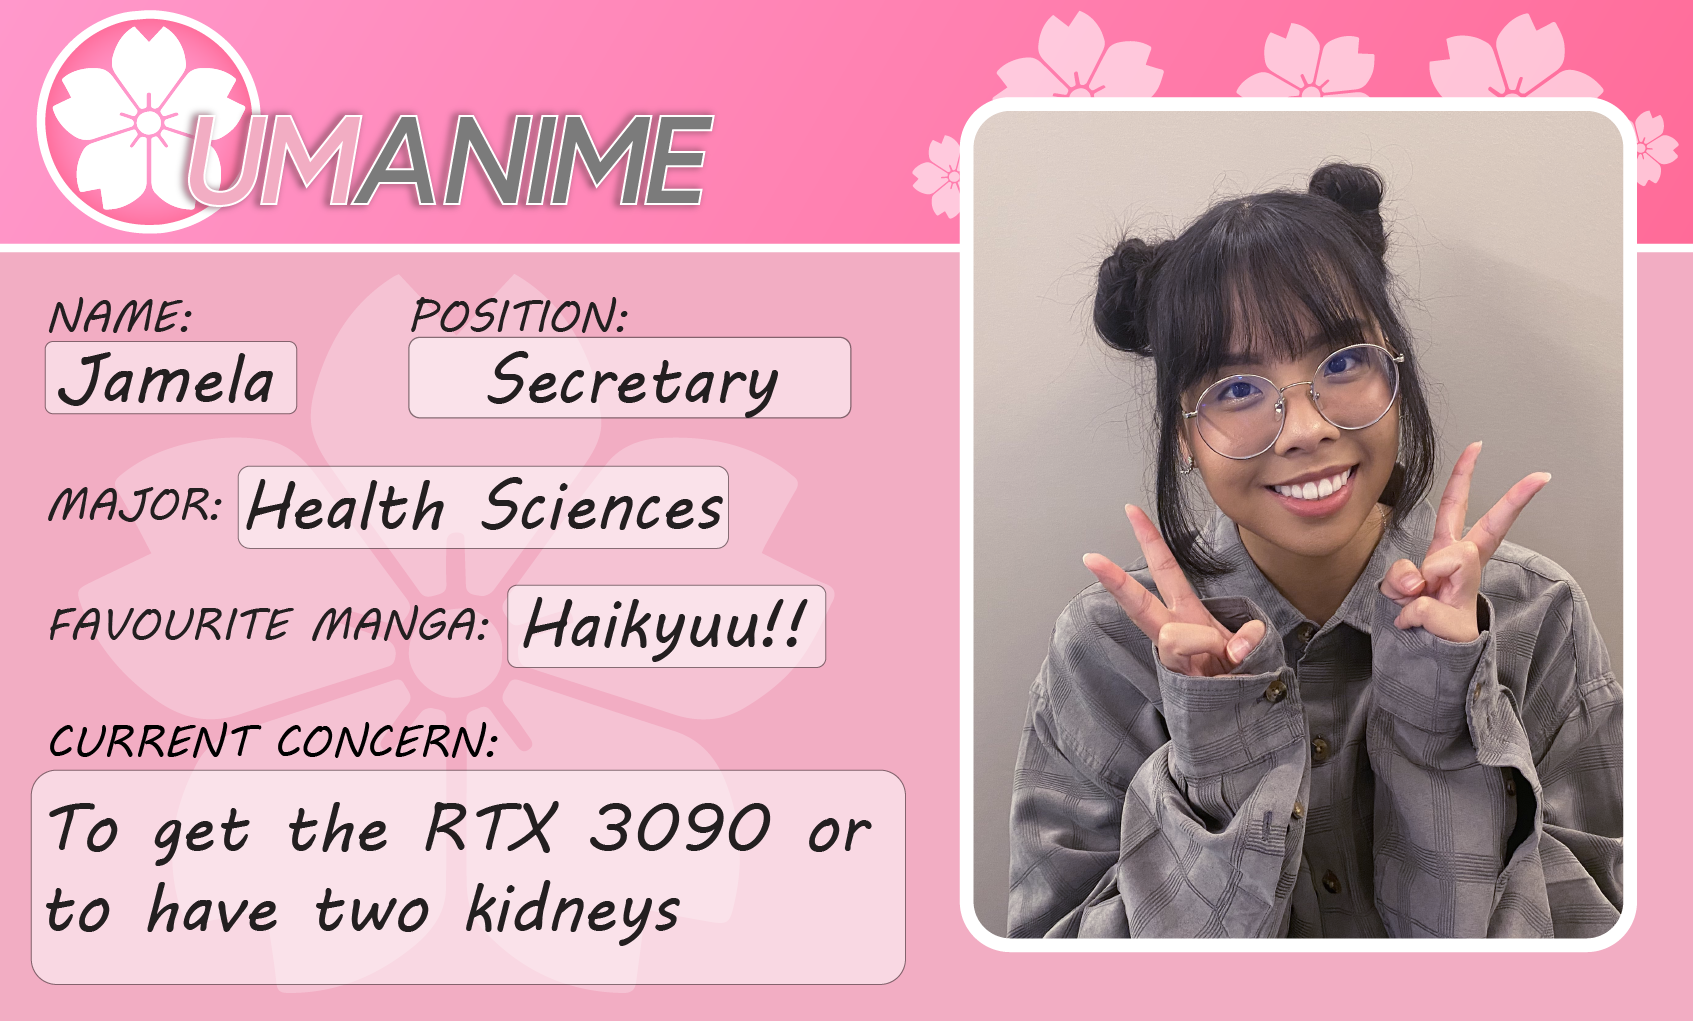 UMANIME
NAME:
Jamela
POSITION:
Secretary
MAJOR: Health Sciences
FAVOURITE MANGA: Haikyuu!!
CURRENT CONCERN:
To get the RTX 3090 or
to have two kidneys